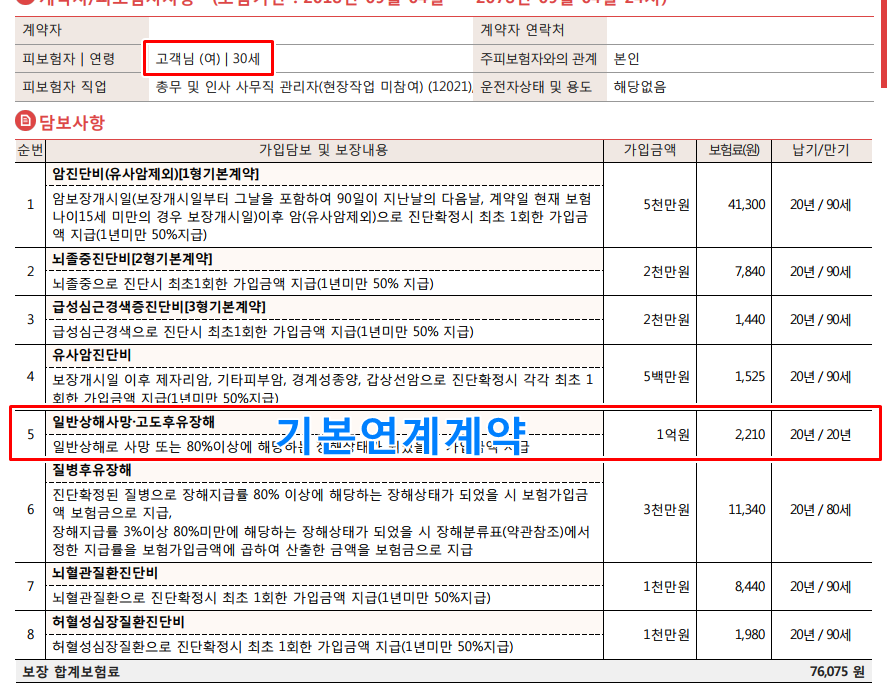 계약자
계약자 연락처
피보험자 | 연령
고객님 (여) | 30세
주피보험자와의 관계
본인
피보험자 직업
총무 및 인사 사무직 관리자(현장작업 미참여) (12021)
운전자상태 및 용도
해당없음
담보사항
순번 가입담보 및 보장내용 가입금액 보험료(원) 납기/만기
암진단비(유사암제외)[1형기본계약]
1 암보장개시일(보장개시일부터 그날을 포함하여 90일이 지난날의 다음날, 계약일 현재 보험 5천만원 41,300 20년 / 90세
나이15세 미만의 경우 보장개시일)이후 암(유사암제외)으로 진단확정시 최초 1회한 가입금
액 지급(1년미만 50%지급)
뇌졸중진단비[2형기본계약]
2 뇌졸중으로 진단시 최초1회한 가입금액 지급(1년미만 50% 지급) 2천만원 7,840 20년 / 90세
급성심근경색증진단비[3형기본계약]
3 급성심근경색으로 진단시 최초1회한 가입금액 지급(1년미만 50% 지급) 2천만원 1,440 20년 / 90세
유사암진단비
4 보장개시일 이후 제자리암, 기타피부암, 경계성종양, 갑상선암으로 진단확정시 각각 최초 1 5백만원 1,525 20년 / 90세
회한 가입금액 지급(1년미만 50%지급)
일반상해사망·고도후유장해
기본연계계약
5 일반상해로 사망 또는 80%이상에 해당하는 장해상태가 되었을 가입금액 지급 1억원 2,210 20년 / 20년
질병후유장해
6 진단확정된 질병으로 장해지급률 80% 이상에 해당하는 장해상태가 되었을 시 보험가입금 3천만원 11,340 20년 / 80세
액 보험금으로 지급,
장해지급률 3%이상 80%미만에 해당하는 장해상태가 되었을 시 장해분류표(약관참조)에서
정한 지급률을 보험가입금액에 곱하여 산출한 금액을 보험금으로 지급
뇌혈관질환진단비
7 뇌혈관질환으로 진단확정시 최초 1회한 가입금액 지급(1년미만 50%지급) 1천만원 8,440 20년 / 90세
허혈성심장질환진단비
8 허혈성심장질환으로 진단확정시 최초 1회한 가입금액 지급(1년미만 50%지급) 1천만원 1,980 20년 / 90세
보장 합계보험료 76,075 원